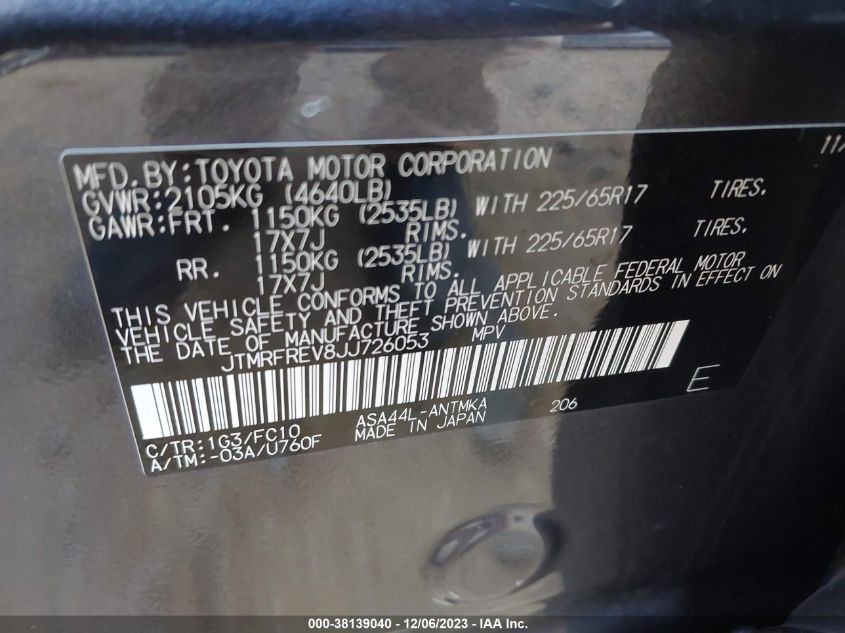 11/
MFD. BY: TOYOTA MOTOR CORPORATION
GVWR: 2105KG (4640LB)
GAWR: FRT. 1150KG (2535LB) WITH 225/65R17 TIRES.
17X7J RIMS.
RR. 1150KG (2535LB) WITH 225/65R17 TIRES.
17X7J RIMS.
THIS VEHICLE CONFORMS TO ALL APPLICABLE FEDERAL MOTOR
VEHICLE SAFETY AND THEFT PREVENTION STANDARDS IN EFFECT ON
THE DATE OF MANUFACTURE SHOWN ABOVE.
JTMRFREV8JJ726053 MPV
E
C/TR: 1G3/FC10 ASA44L-ANTMKA 206
A/TM: -03A/U760F MADE IN JAPAN
000-38139040 - 12/06/2023 - IAA Inc.